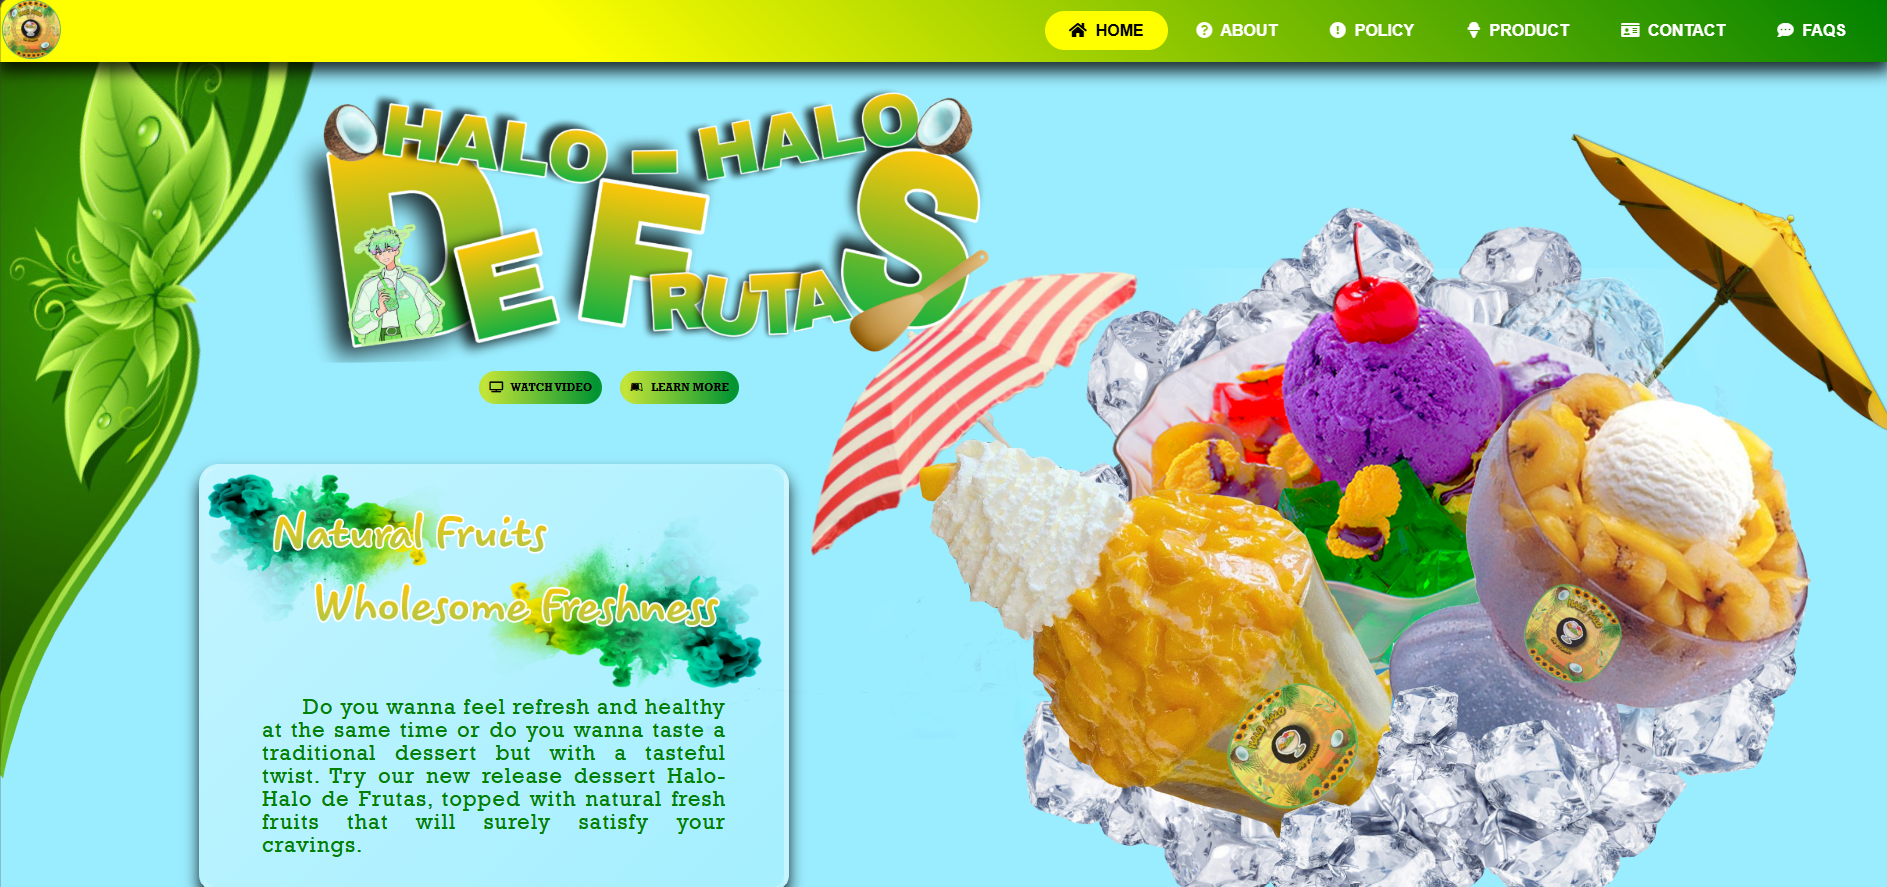 HOME ABOUT POLICY PRODUCT CONTACT FAQS
HALO - HALO
DE FRUTAS
WATCH VIDEO LEARN MORE
Natural Fruits
Wholesome Freshness
Do you wanna feel refresh and healthy
at the same time or do you wanna taste a
traditional dessert but with a tasteful
twist. Try our new release dessert Halo-
Halo de Frutas, topped with natural fresh
fruits that will surely satisfy your
cravings.